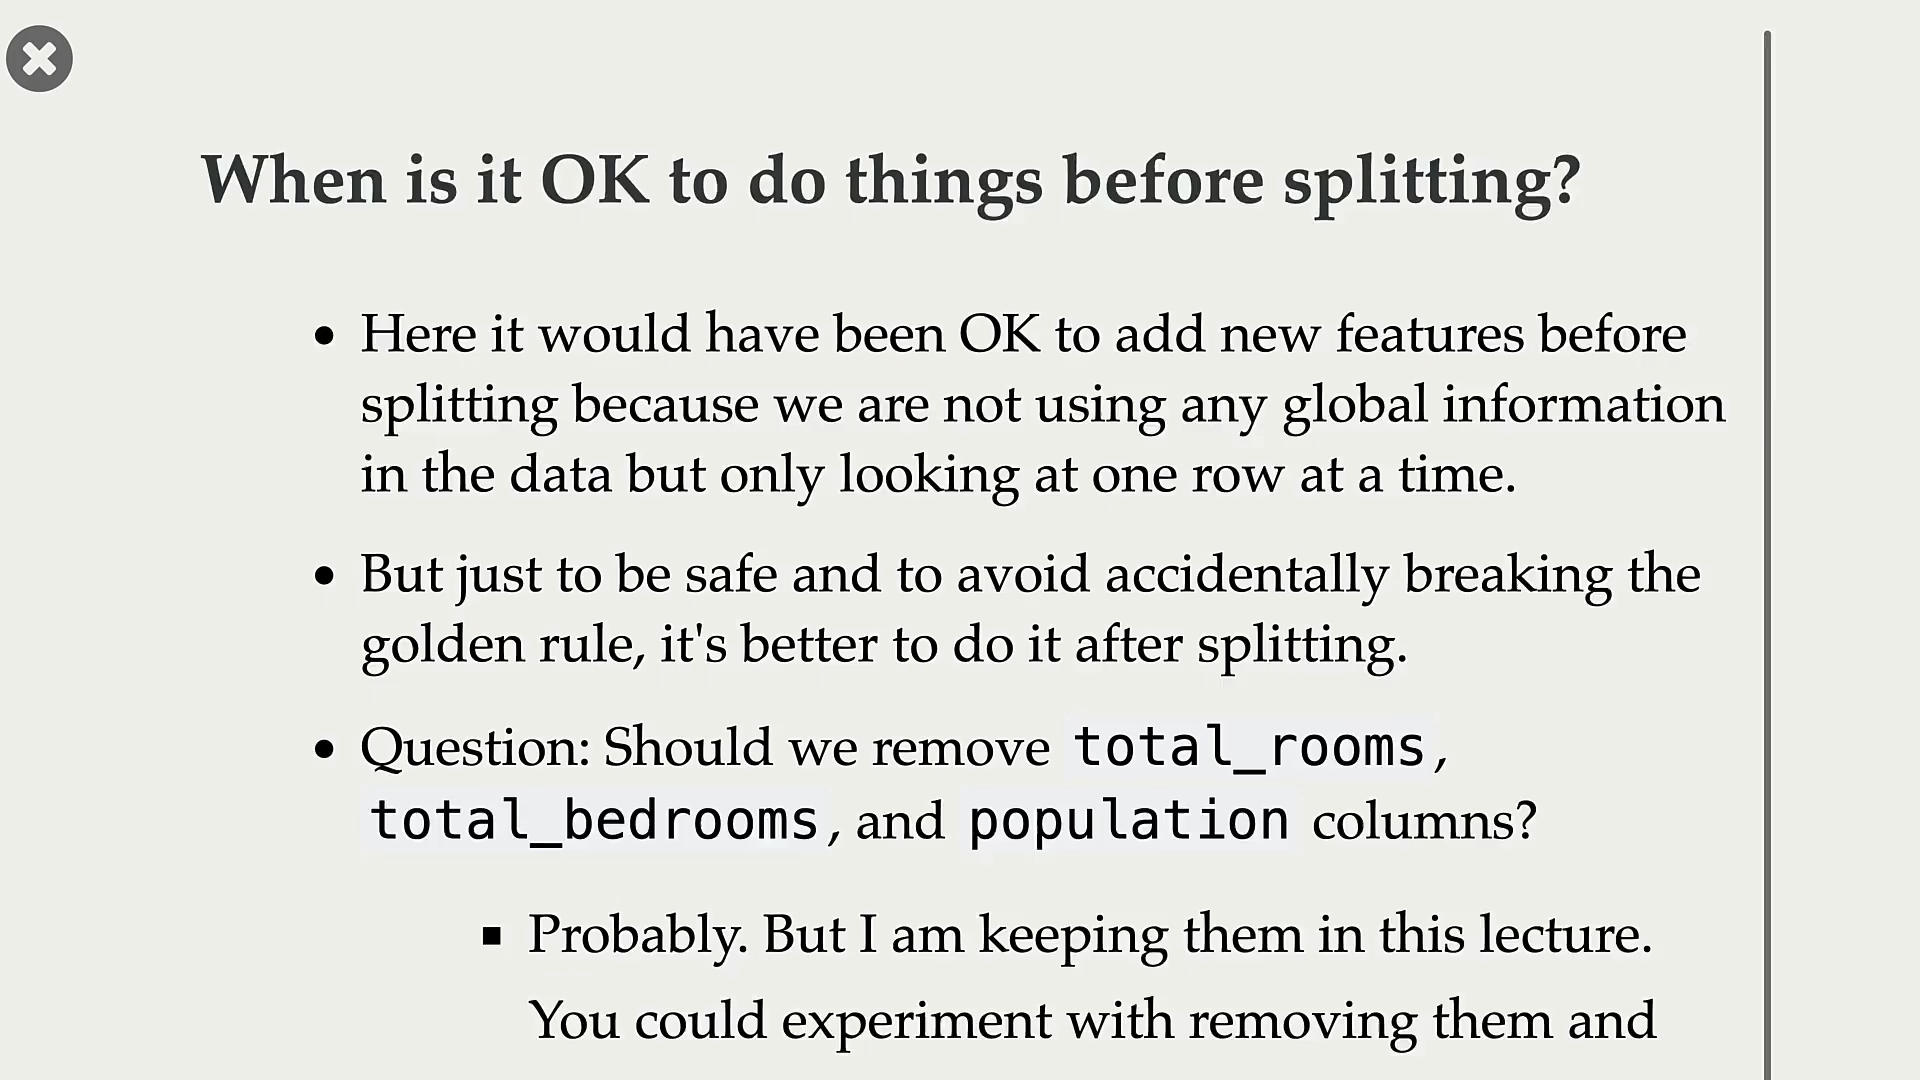 When is it OK to do things before splitting?
• Here it would have been OK to add new features before
splitting because we are not using any global information
in the data but only looking at one row at a time.
• But just to be safe and to avoid accidentally breaking the
golden rule, it's better to do it after splitting.
• Question: Should we remove total_rooms,
total_bedrooms, and population columns?
▪ Probably. But I am keeping them in this lecture.
You could experiment with removing them and